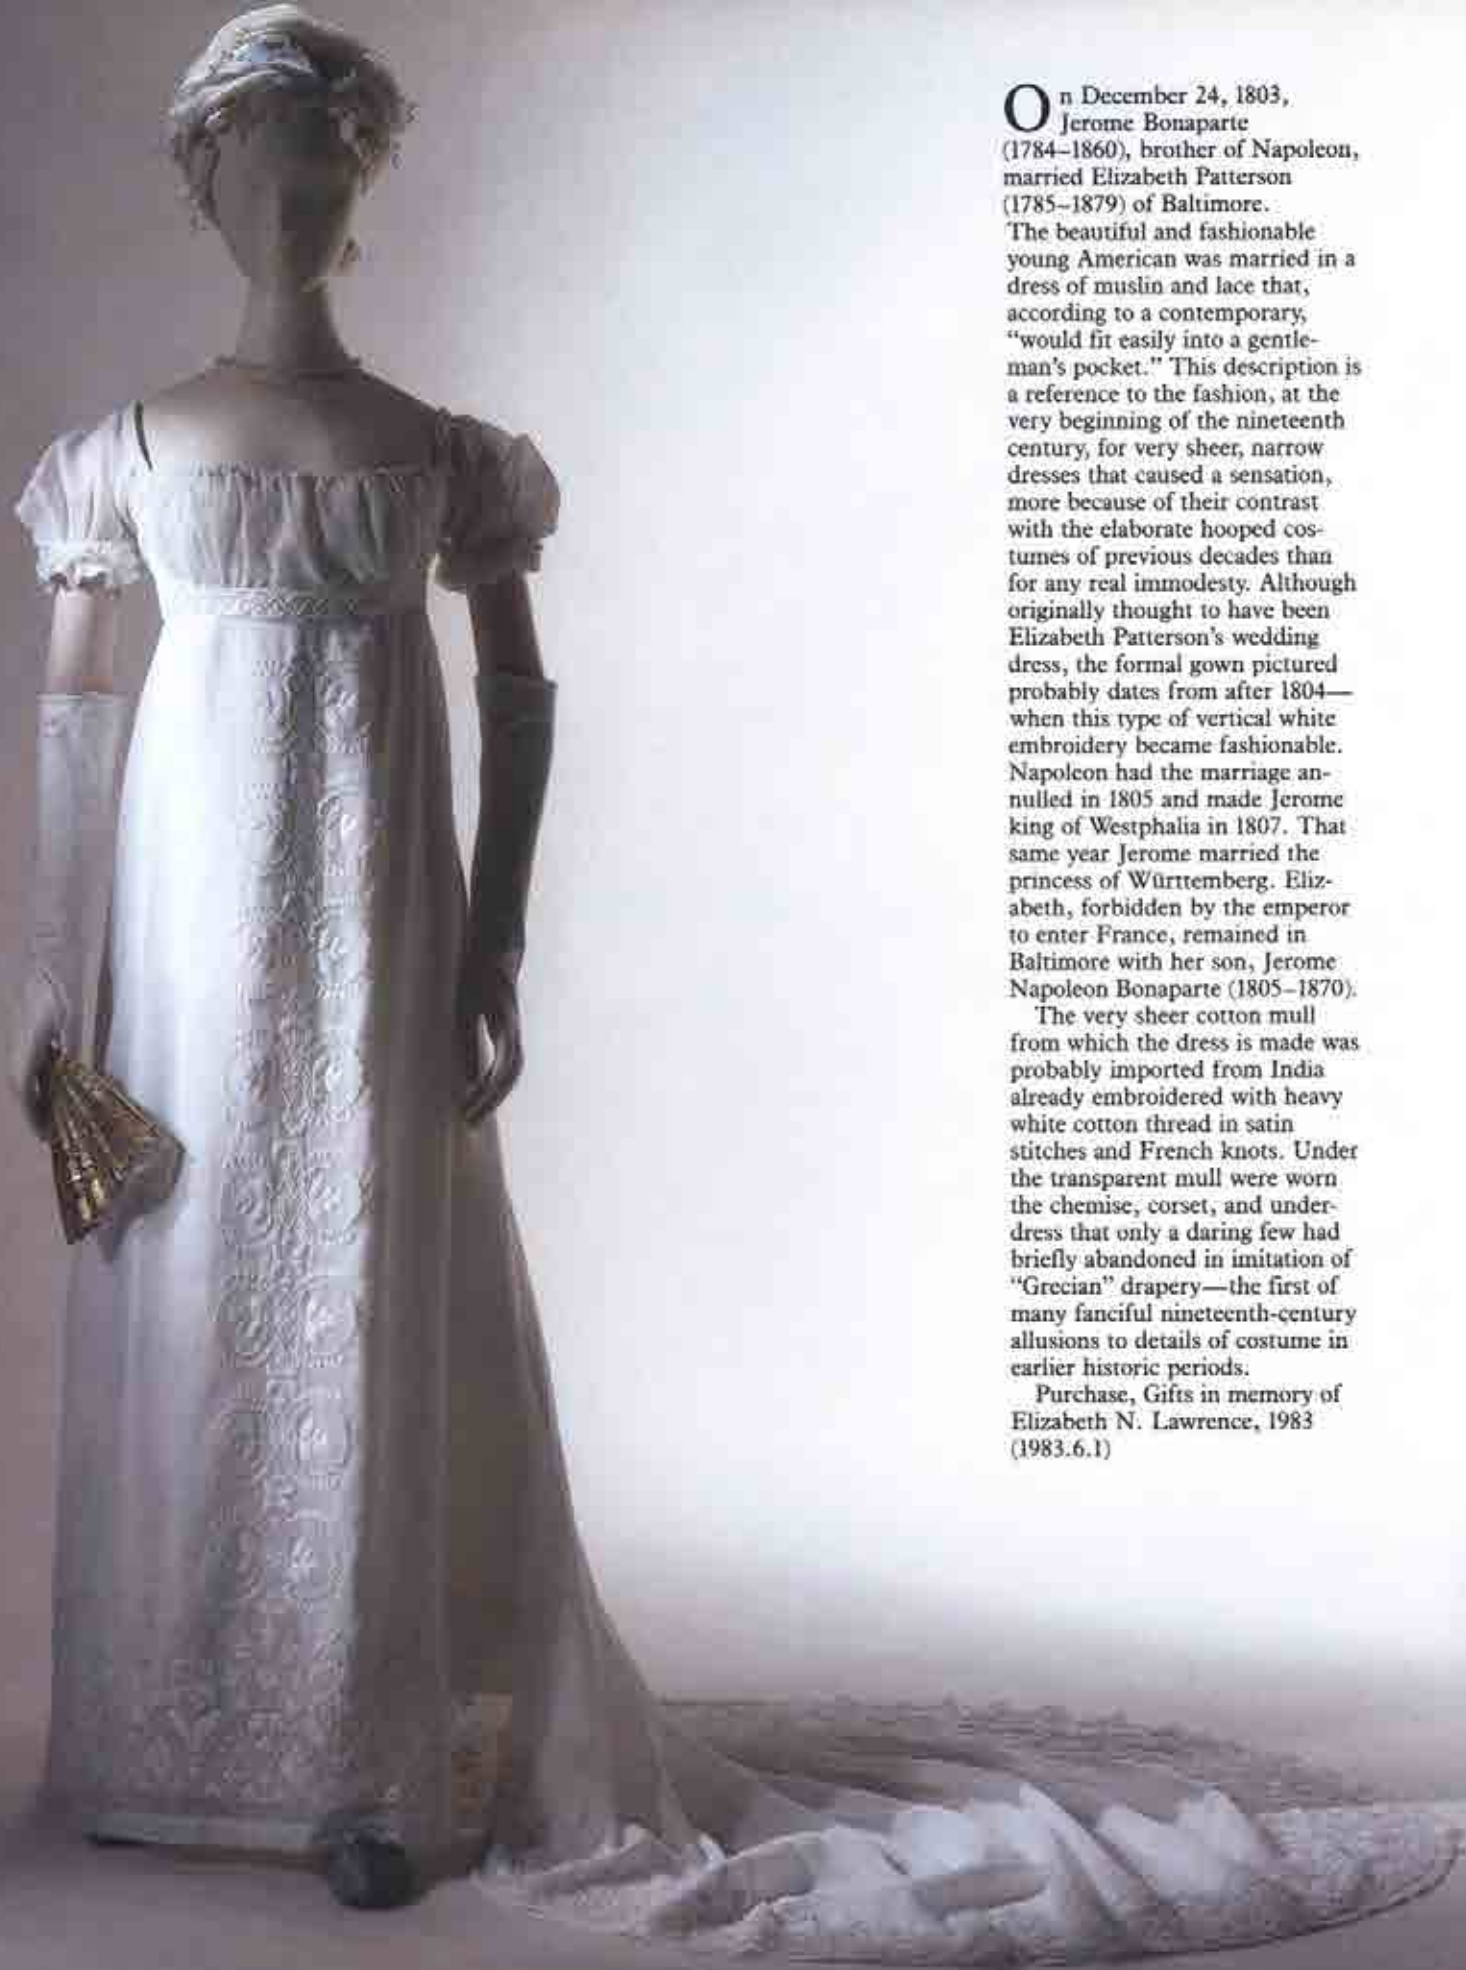 On December 24, 1803,
Jerome Bonaparte
(1784–1860), brother of Napoleon,
married Elizabeth Patterson
(1785–1879) of Baltimore.
The beautiful and fashionable
young American was married in a
dress of muslin and lace that,
according to a contemporary,
“would fit easily into a gentle-
man’s pocket.” This description is
a reference to the fashion, at the
very beginning of the nineteenth
century, for very sheer, narrow
dresses that caused a sensation,
more because of their contrast
with the elaborate hooped cos-
tumes of previous decades than
for any real immodesty. Although
originally thought to have been
Elizabeth Patterson’s wedding
dress, the formal gown pictured
probably dates from after 1804—
when this type of vertical white
embroidery became fashionable.
Napoleon had the marriage an-
nulled in 1805 and made Jerome
king of Westphalia in 1807. That
same year Jerome married the
princess of Württemberg. Eliz-
abeth, forbidden by the emperor
to enter France, remained in
Baltimore with her son, Jerome
Napoleon Bonaparte (1805–1870).
The very sheer cotton mull
from which the dress is made was
probably imported from India
already embroidered with heavy
white cotton thread in satin
stitches and French knots. Under
the transparent mull were worn
the chemise, corset, and under-
dress that only a daring few had
briefly abandoned in imitation of
“Grecian” drapery—the first of
many fanciful nineteenth-century
allusions to details of costume in
earlier historic periods.
Purchase, Gifts in memory of
Elizabeth N. Lawrence, 1983
(1983.6.1)